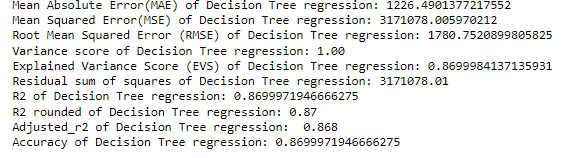 Mean Absolute Error(MAE) of Decision Tree regression: 1226.4901377217552
Mean Squared Error(MSE) of Decision Tree regression: 3171078.005970212
Root Mean Squared Error (RMSE) of Decision Tree regression: 1780.7520899805825
Variance score of Decision Tree regression: 1.00
Explained Variance Score (EVS) of Decision Tree regression: 0.8699984137135931
Residual sum of squares of Decision Tree regression: 3171078.01
R2 of Decision Tree regression: 0.8699971946666275
R2 rounded of Decision Tree regression: 0.87
Adjusted_r2 of Decision Tree regression:  0.868
Accuracy of Decision Tree regression: 0.8699971946666275